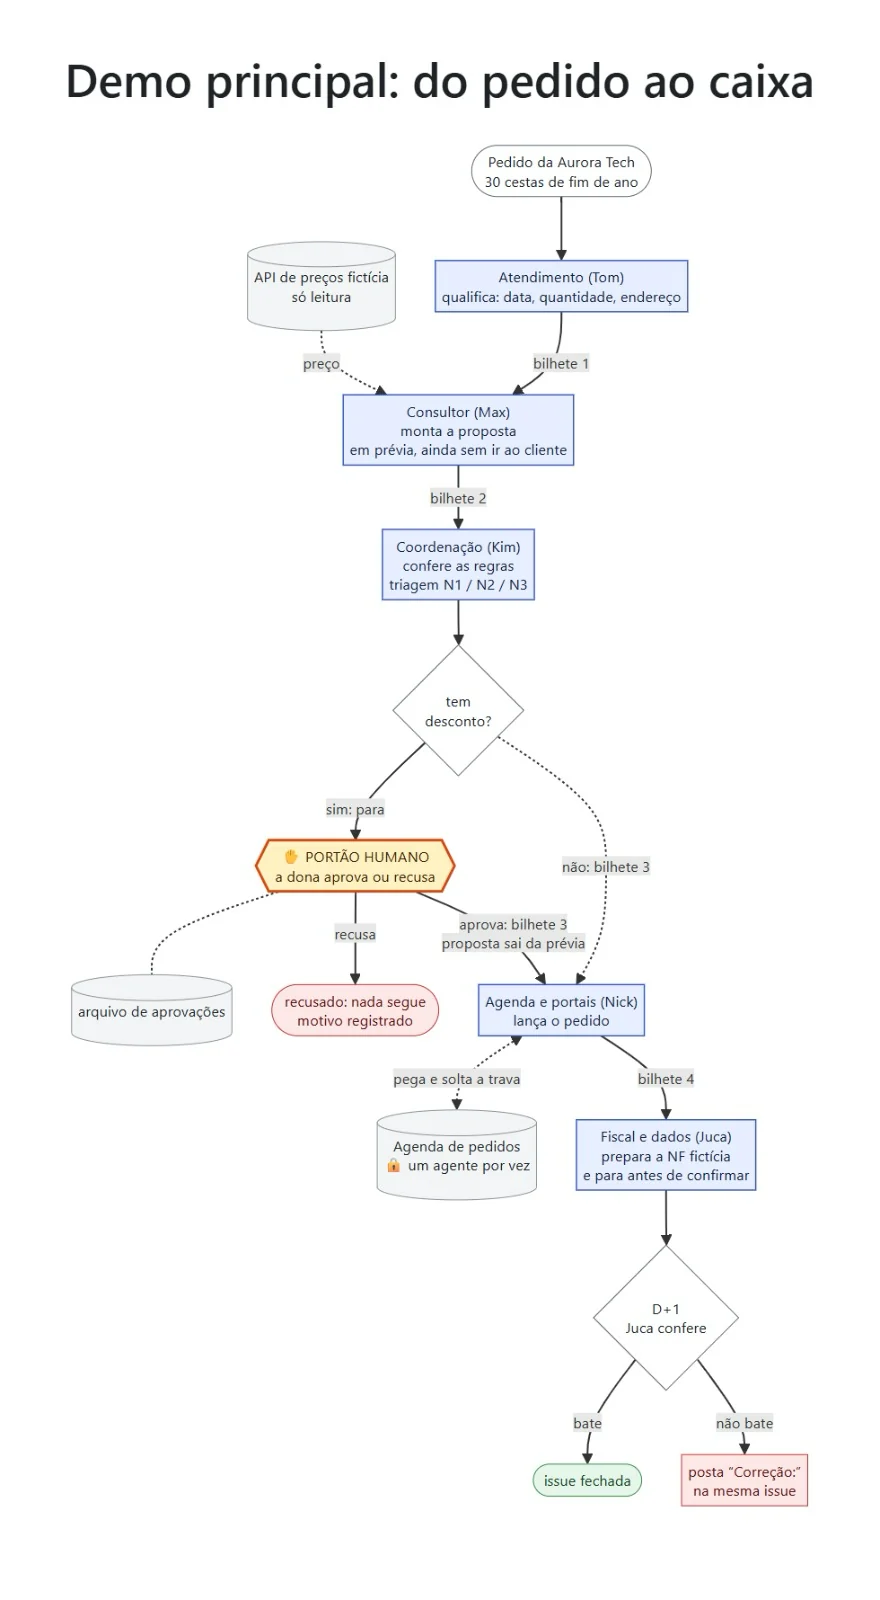 Demo principal: do pedido ao caixa
Pedido da Aurora Tech
30 cestas de fim de ano
API de preços fictícia
só leitura
Atendimento (Tom)
qualifica: data, quantidade, endereço
preço
bilhete 1
Consultor (Max)
monta a proposta
em prévia, ainda sem ir ao cliente
bilhete 2
Coordenação (Kim)
confere as regras
triagem N1 / N2 / N3
tem
desconto?
sim: para
não: bilhete 3
✋ PORTÃO HUMANO
a dona aprova ou recusa
recusa
aprova: bilhete 3
proposta sai da prévia
arquivo de aprovações
recusado: nada segue
motivo registrado
Agenda e portais (Nick)
lança o pedido
pega e solta a trava
bilhete 4
Agenda de pedidos
🔒 um agente por vez
Fiscal e dados (Juca)
prepara a NF fictícia
e para antes de confirmar
D+1
Juca confere
bate
não bate
issue fechada
posta “Correção:”
na mesma issue